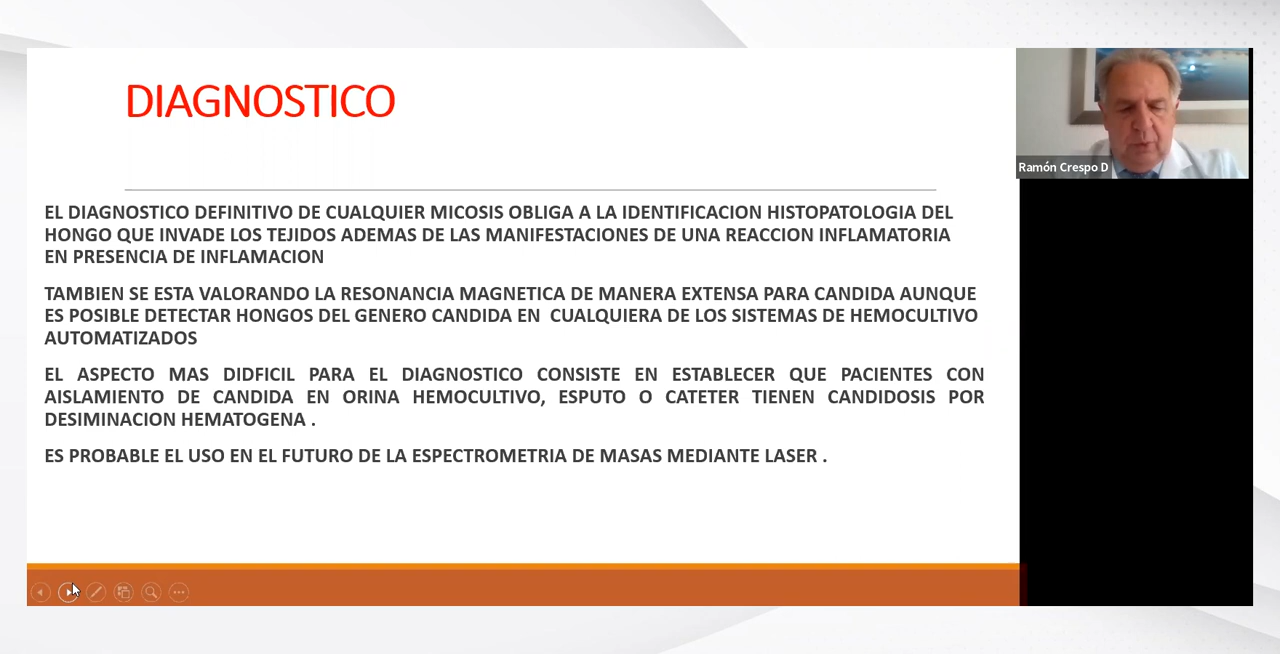 DIAGNOSTICO
EL DIAGNOSTICO DEFINITIVO DE CUALQUIER MICOSIS OBLIGA A LA IDENTIFICACION HISTOPATOLOGIA DEL
HONGO QUE INVADE LOS TEJIDOS ADEMAS DE LAS MANIFESTACIONES DE UNA REACCION INFLAMATORIA
EN PRESENCIA DE INFLAMACION
TAMBIEN SE ESTA VALORANDO LA RESONANCIA MAGNETICA DE MANERA EXTENSA PARA CANDIDA AUNQUE
ES POSIBLE DETECTAR HONGOS DEL GENERO CANDIDA EN CUALQUIERA DE LOS SISTEMAS DE HEMOCULTIVO
AUTOMATIZADOS
EL ASPECTO MAS DIDFICIL PARA EL DIAGNOSTICO CONSISTE EN ESTABLECER QUE PACIENTES CON
AISLAMIENTO DE CANDIDA EN ORINA HEMOCULTIVO, ESPUTO O CATETER TIENEN CANDIDOSIS POR
DESIMINACION HEMATOGENA .
ES PROBABLE EL USO EN EL FUTURO DE LA ESPECTROMETRIA DE MASAS MEDIANTE LASER .
Ramón Crespo D